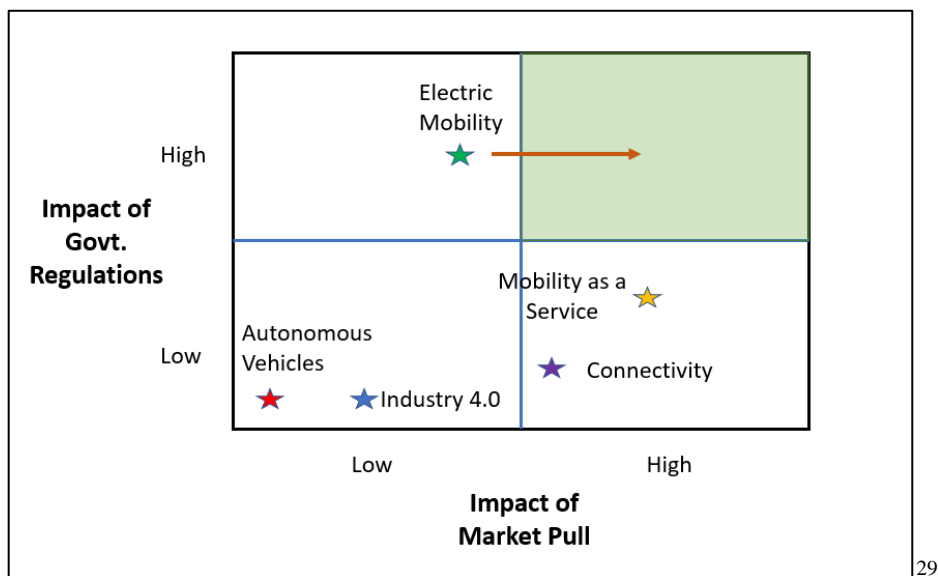 Electric
Mobility
High
Impact of
Govt.
Regulations
Mobility as a
Service
Autonomous
Vehicles
Low
Connectivity
Industry 4.0
Low
High
Impact of
Market Pull
29